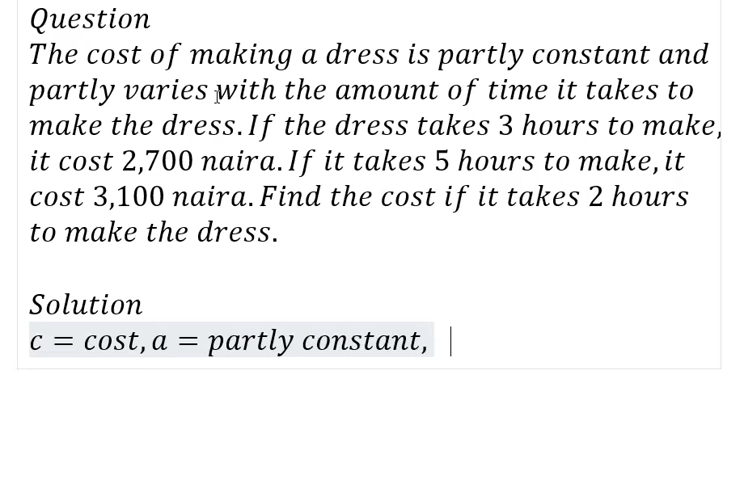 Question
The cost of making a dress is partly constant and
partly varies with the amount of time it takes to
make the dress. If the dress takes 3 hours to make,
it cost 2,700 naira. If it takes 5 hours to make, it
cost 3,100 naira. Find the cost if it takes 2 hours
to make the dress.
Solution
c = cost, a = partly constant,